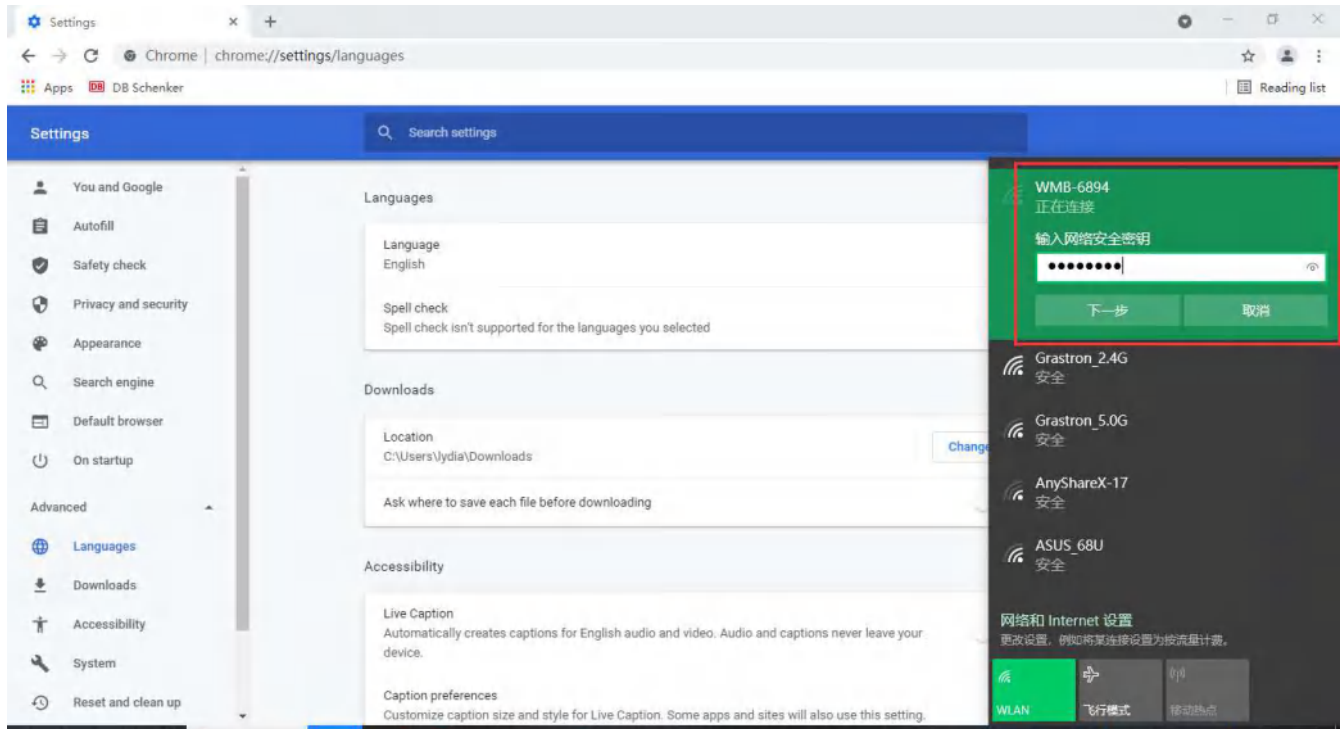 Settings
Chrome | chrome://settings/languages
Apps
DB DB Schenker
Reading list
Settings
Search settings
You and Google
Autofill
Safety check
Privacy and security
Appearance
Search engine
Default browser
On startup
Advanced
Languages
Downloads
Accessibility
System
Reset and clean up
Languages
Language
English
Spell check
Spell check isn't supported for the languages you selected
Downloads
Location
C:\Users\lydia\Downloads
Change
Ask where to save each file before downloading
Accessibility
Live Caption
Automatically creates captions for English audio and video. Audio and captions never leave your
device.
Caption preferences
Customize caption size and style for Live Caption. Some apps and sites will also use this setting.
WMB-6894
正在连接
输入网络安全密钥
••••••••
下一步
取消
Grastron_2.4G
安全
Grastron_5.0G
安全
AnyShareX-17
安全
ASUS_68U
安全
网络和 Internet 设置
更改设置，例如将某连接设置为按流量计费。
WLAN
飞行模式
移动热点